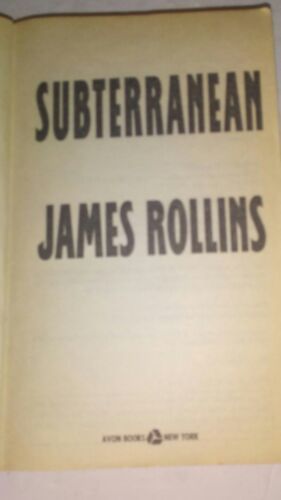 SUBTERRANEAN
JAMES ROLLINS
AVON BOOKS NEW YORK